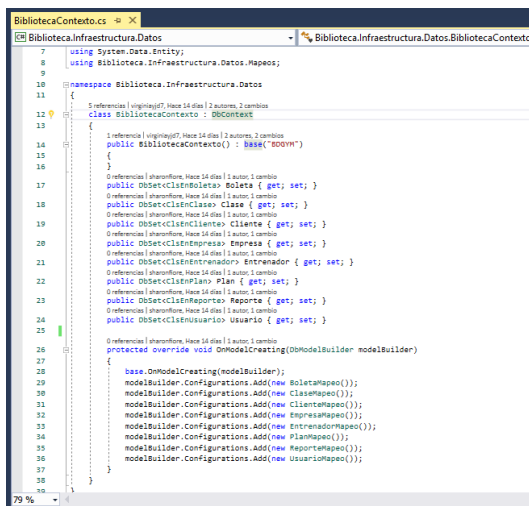 BibliotecaContexto.cs
Biblioteca.Infraestructura.Datos Biblioteca.Infraestructura.Datos.BibliotecaContexto
7 using System.Data.Entity;
8 using Biblioteca.Infraestructura.Datos.Mapeos;
9
10 namespace Biblioteca.Infraestructura.Datos
11 {
5 referencias | virginiayjd7, Hace 14 días | 2 autores, 2 cambios
12 class BibliotecaContexto : DbContext
13 {
1 referencia | virginiayjd7, Hace 14 días | 2 autores, 2 cambios
14 public BibliotecaContexto() : base("BDGYM")
15 {
16 }
0 referencias | sharonfiore, Hace 14 días | 1 autor, 1 cambio
17 public DbSet<ClsEnBoleta> Boleta { get; set; }
0 referencias | sharonfiore, Hace 14 días | 1 autor, 1 cambio
18 public DbSet<ClsEnClase> Clase { get; set; }
0 referencias | sharonfiore, Hace 14 días | 1 autor, 1 cambio
19 public DbSet<ClsEnCliente> Cliente { get; set; }
0 referencias | sharonfiore, Hace 14 días | 1 autor, 1 cambio
20 public DbSet<ClsEnEmpresa> Empresa { get; set; }
0 referencias | sharonfiore, Hace 14 días | 1 autor, 1 cambio
21 public DbSet<ClsEnEntrenador> Entrenador { get; set; }
0 referencias | sharonfiore, Hace 14 días | 1 autor, 1 cambio
22 public DbSet<ClsEnPlan> Plan { get; set; }
0 referencias | sharonfiore, Hace 14 días | 1 autor, 1 cambio
23 public DbSet<ClsEnReporte> Reporte { get; set; }
0 referencias | sharonfiore, Hace 14 días | 1 autor, 1 cambio
24 public DbSet<ClsEnUsuario> Usuario { get; set; }
25
0 referencias | sharonfiore, Hace 14 días | 1 autor, 1 cambio
26 protected override void OnModelCreating(DbModelBuilder modelBuilder)
27 {
28 base.OnModelCreating(modelBuilder);
29 modelBuilder.Configurations.Add(new BoletaMapeo());
30 modelBuilder.Configurations.Add(new ClaseMapeo());
31 modelBuilder.Configurations.Add(new ClienteMapeo());
32 modelBuilder.Configurations.Add(new EmpresaMapeo());
33 modelBuilder.Configurations.Add(new EntrenadorMapeo());
34 modelBuilder.Configurations.Add(new PlanMapeo());
35 modelBuilder.Configurations.Add(new ReporteMapeo());
36 modelBuilder.Configurations.Add(new UsuarioMapeo());
37 }
38 }
39 }
79 %